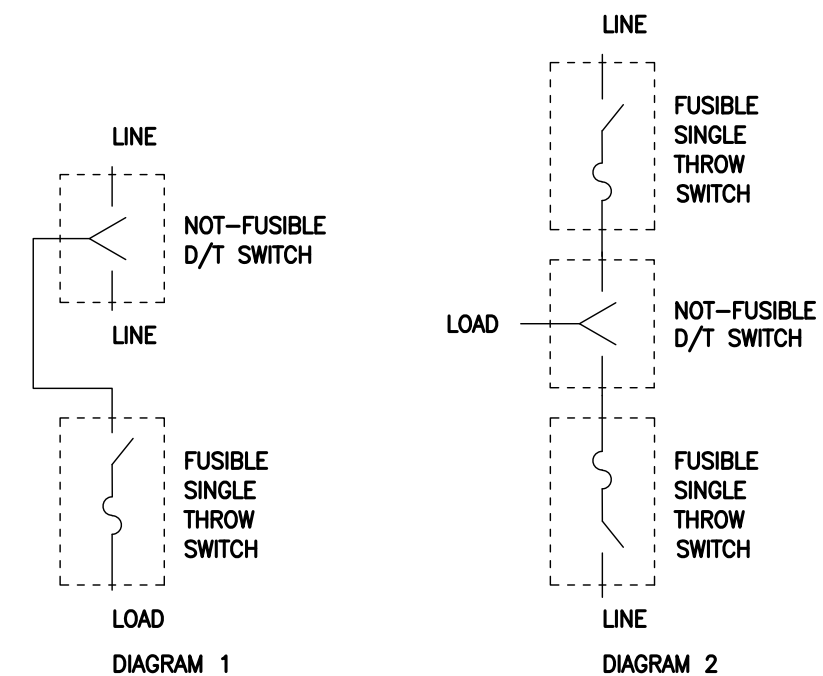 LINE
NOT-FUSIBLE
D/T SWITCH
LINE
FUSIBLE
SINGLE
THROW
SWITCH
LOAD
DIAGRAM 1
LINE
FUSIBLE
SINGLE
THROW
SWITCH
LOAD
NOT-FUSIBLE
D/T SWITCH
FUSIBLE
SINGLE
THROW
SWITCH
LINE
DIAGRAM 2